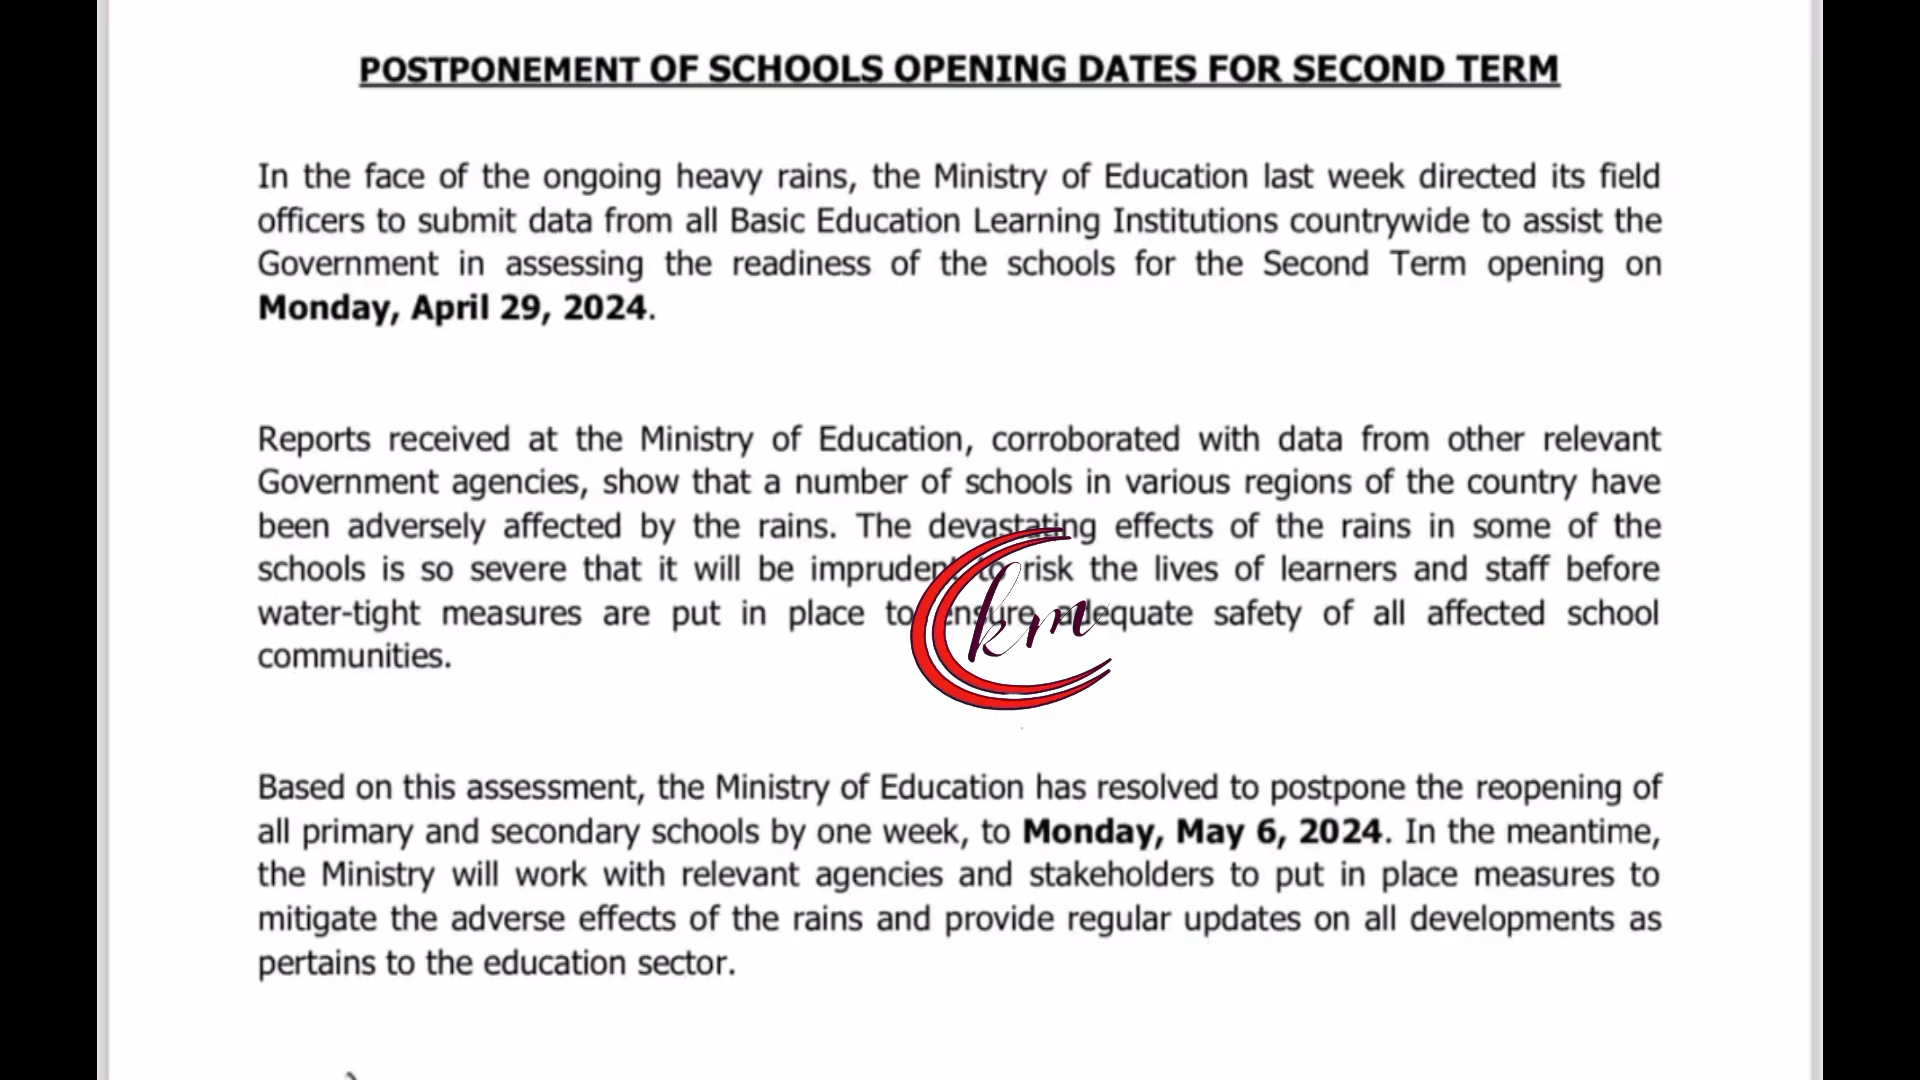 POSTPONEMENT OF SCHOOLS OPENING DATES FOR SECOND TERM
In the face of the ongoing heavy rains, the Ministry of Education last week directed its field
officers to submit data from all Basic Education Learning Institutions countrywide to assist the
Government in assessing the readiness of the schools for the Second Term opening on
Monday, April 29, 2024.
Reports received at the Ministry of Education, corroborated with data from other relevant
Government agencies, show that a number of schools in various regions of the country have
been adversely affected by the rains. The devastating effects of the rains in some of the
schools is so severe that it will be imprudent to risk the lives of learners and staff before
water-tight measures are put in place to ensure adequate safety of all affected school
communities.
km
Based on this assessment, the Ministry of Education has resolved to postpone the reopening of
all primary and secondary schools by one week, to Monday, May 6, 2024. In the meantime,
the Ministry will work with relevant agencies and stakeholders to put in place measures to
mitigate the adverse effects of the rains and provide regular updates on all developments as
pertains to the education sector.